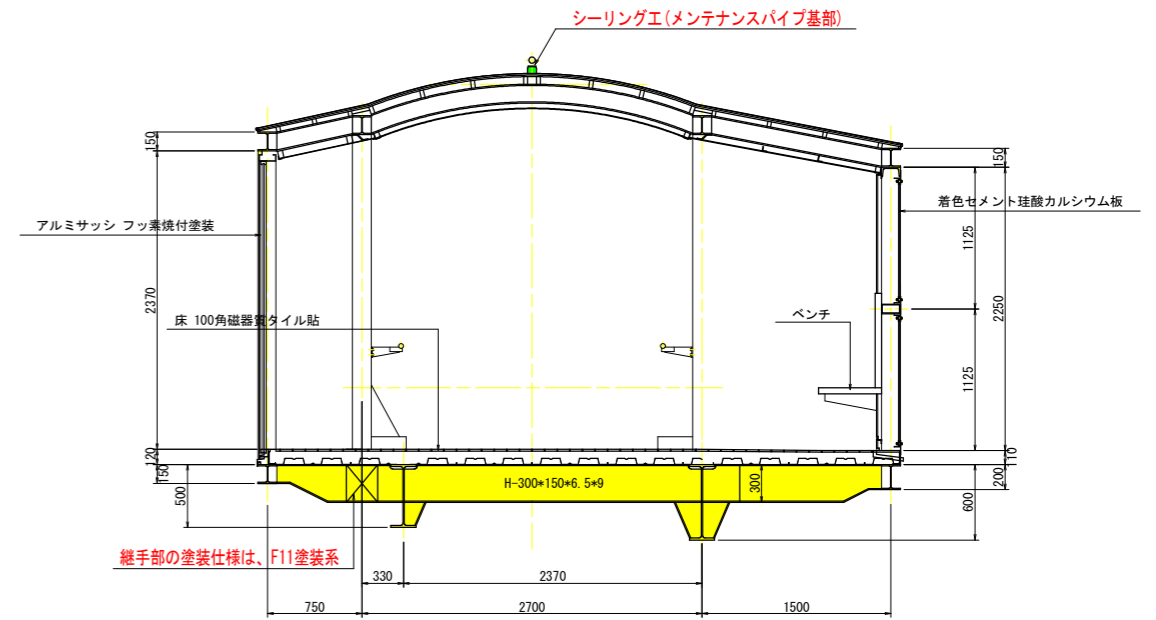 シーリング工(メンテナンスパイプ基部)
150
150
アルミサッシ フッ素焼付塗装
着色セメント珪酸カルシウム板
1125
2370
2250
床 100角磁器質タイル貼
ベンチ
1125
120
150
500
H-300*150*6.5*9
300
110
200
600
継手部の塗装仕様は、F11塗装系
330
2370
750
2700
1500